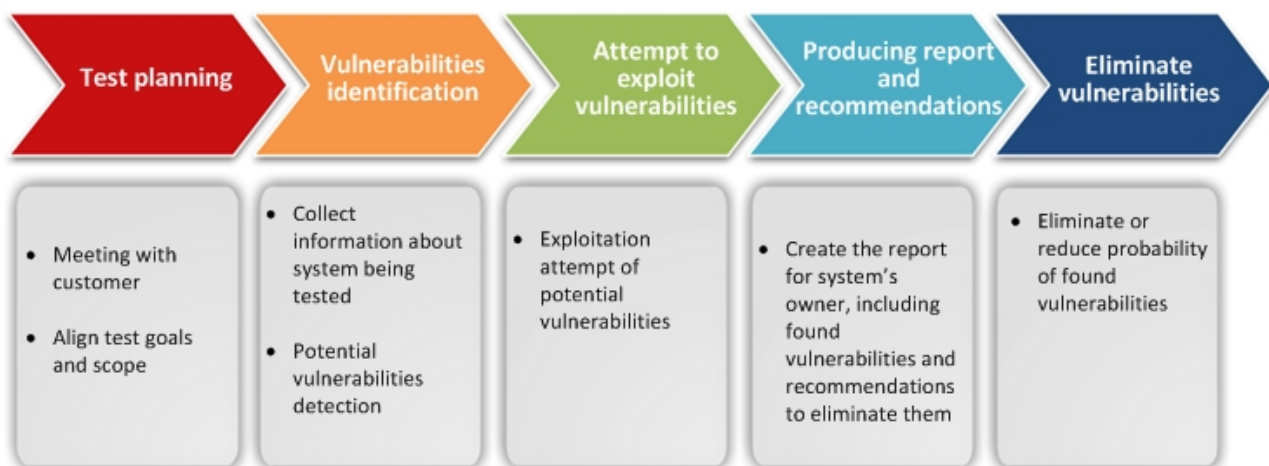 Test planning
Vulnerabilities
identification
Attempt to
exploit
vulnerabilities
Producing report
and
recommendations
Eliminate
vulnerabilities
• Meeting with
customer
• Align test goals
and scope
• Collect
information about
system being
tested
• Potential
vulnerabilities
detection
• Exploitation
attempt of
potential
vulnerabilities
• Create the report
for system's
owner, including
found
vulnerabilities and
recommendations
to eliminate them
• Eliminate or
reduce probability
of found
vulnerabilities